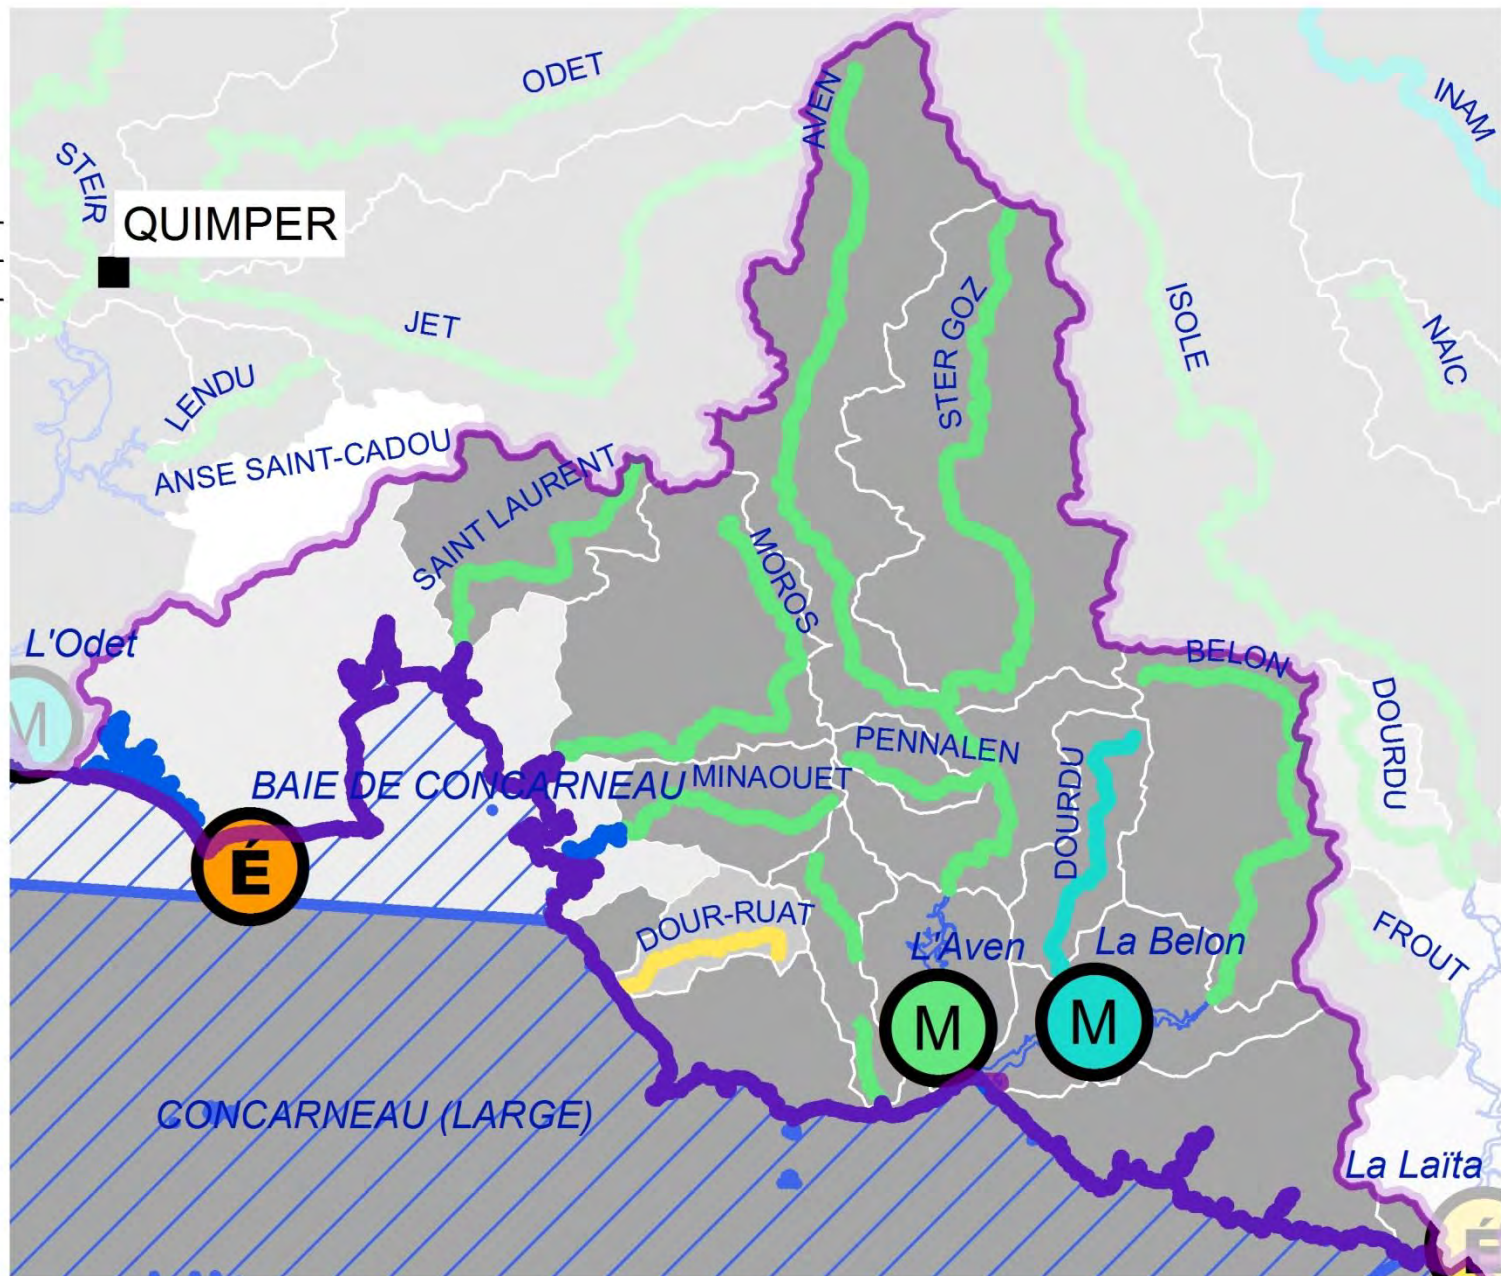 ODET
AVEN
INAM
STEIR
QUIMPER
JET
STER GOZ
ISOLE
NAIC
LENDU
ANSE SAINT-CADOU
SAINT LAURENT
MOROS
L'Odet
M
BELON
DOURDU
PENNALEN
BAIE DE CONCARNEAU
MINAOUET
DOURDU
É
DOUR-RUAT
L'Aven
La Belon
FROUT
M
M
CONCARNEAU (LARGE)
La Laïta
É